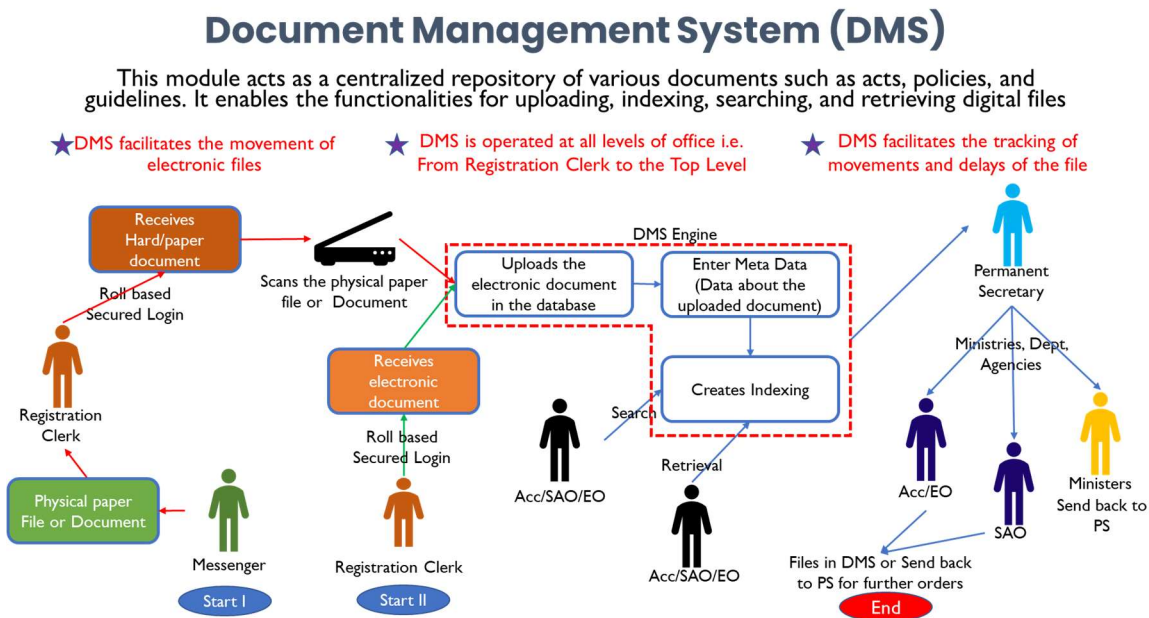 Document Management System (DMS)
This module acts as a centralized repository of various documents such as acts, policies, and
guidelines. It enables the functionalities for uploading, indexing, searching, and retrieving digital files
DMS facilitates the movement of
electronic files
DMS is operated at all levels of office i.e.
From Registration Clerk to the Top Level
DMS facilitates the tracking of
movements and delays of the file
Receives
Hard/paper
document
Scans the physical paper
file or Document
DMS Engine
Uploads the
electronic document
in the database
Enter Meta Data
(Data about the
uploaded document)
Permanent
Secretary
Roll based
Secured Login
Receives
electronic
document
Creates Indexing
Ministries, Dept,
Agencies
Registration
Clerk
Roll based
Secured Login
Search
Acc/SAO/EO
Retrieval
Acc/SAO/EO
Acc/EO
SAO
Ministers
Send back to
PS
Physical paper
File or Document
Messenger
Registration Clerk
Files in DMS or Send back
to PS for further orders
Start I
Start II
End